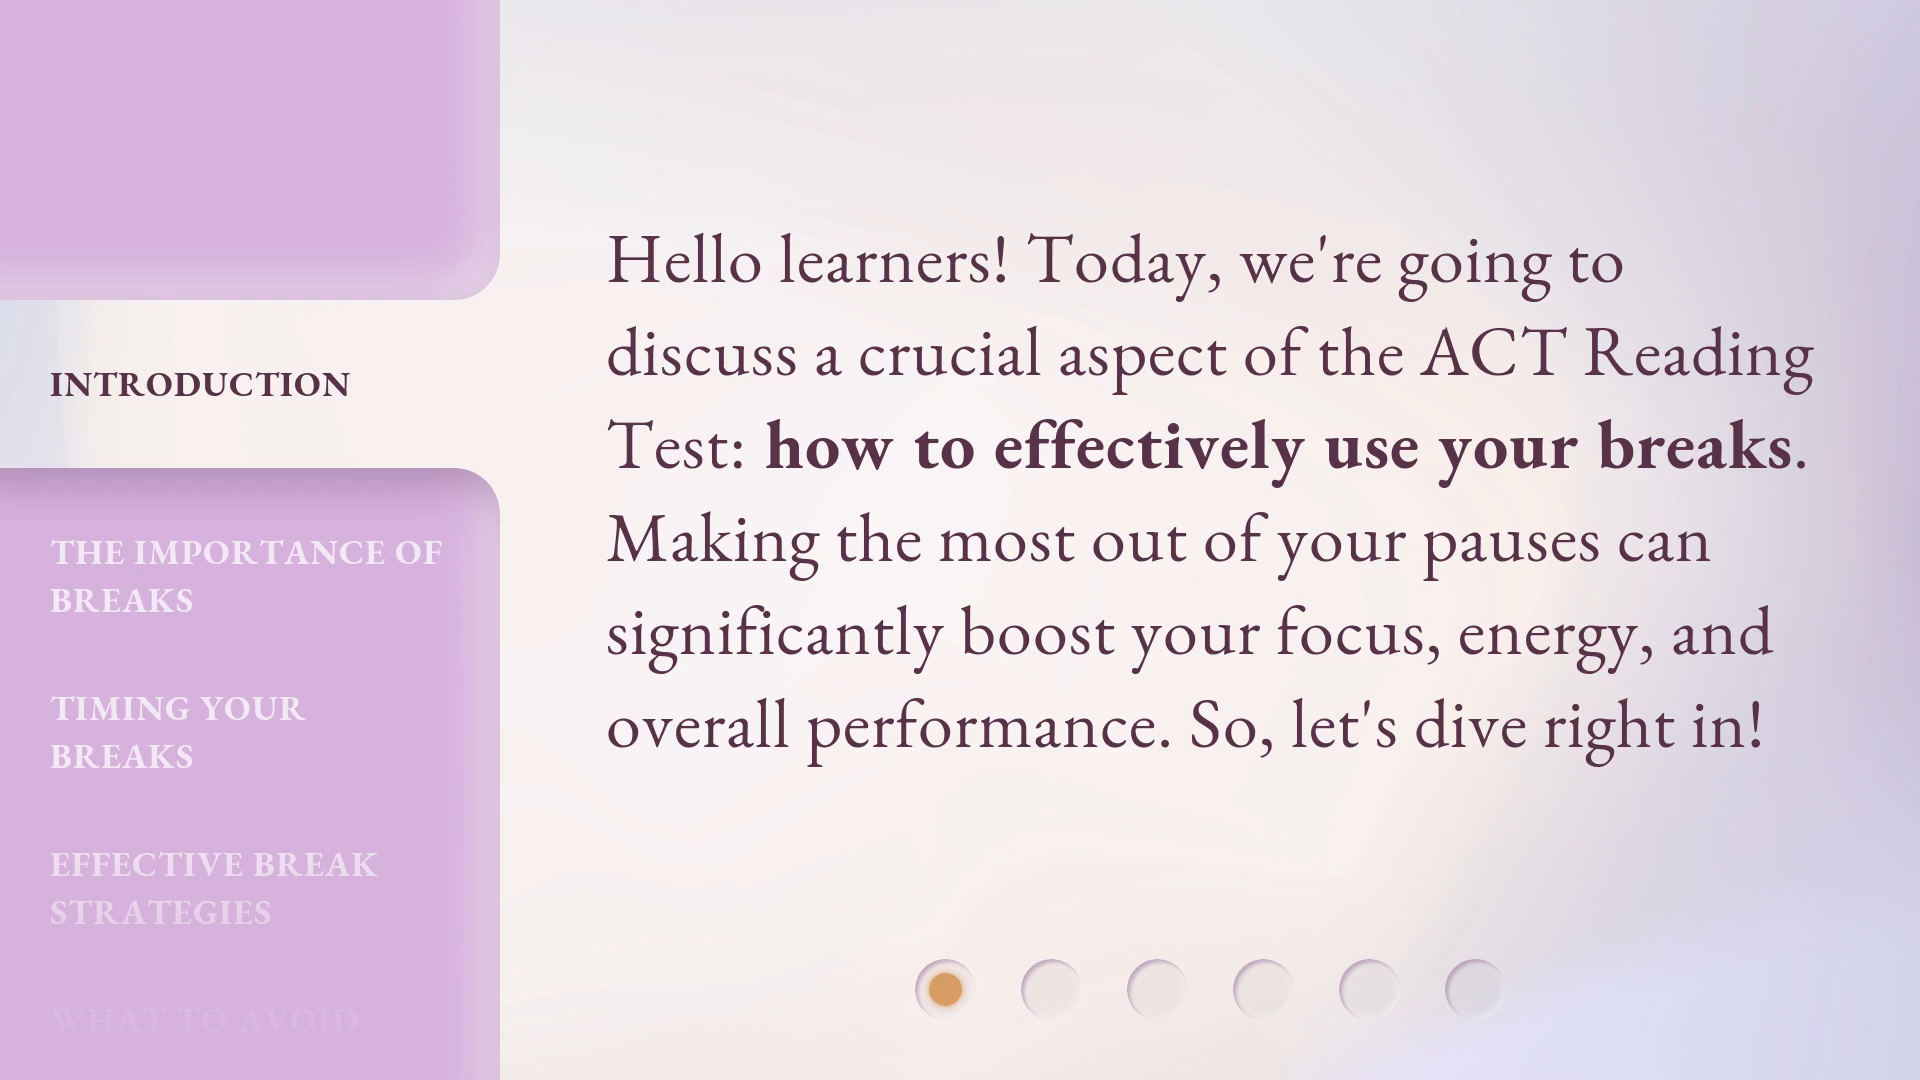 INTRODUCTION
THE IMPORTANCE OF
BREAKS
TIMING YOUR
BREAKS
EFFECTIVE BREAK
STRATEGIES
WHAT TO AVOID
Hello learners! Today, we're going to
discuss a crucial aspect of the ACT Reading
Test: how to effectively use your breaks.
Making the most out of your pauses can
significantly boost your focus, energy, and
overall performance. So, let's dive right in!